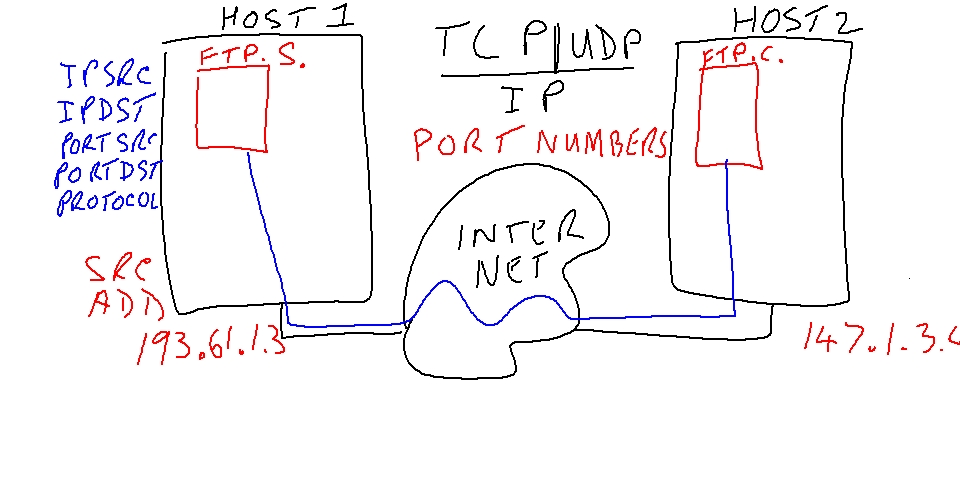 HOST 1
HOST 2
TCP|UDP
IP
PORT NUMBERS
FTP. S.
FTP. C.
IPSRC
IPDST
PORTSRC
PORTDST
PROTOCOL
INTER
NET
SRC
ADD
193.61.1.3
147.1.3.